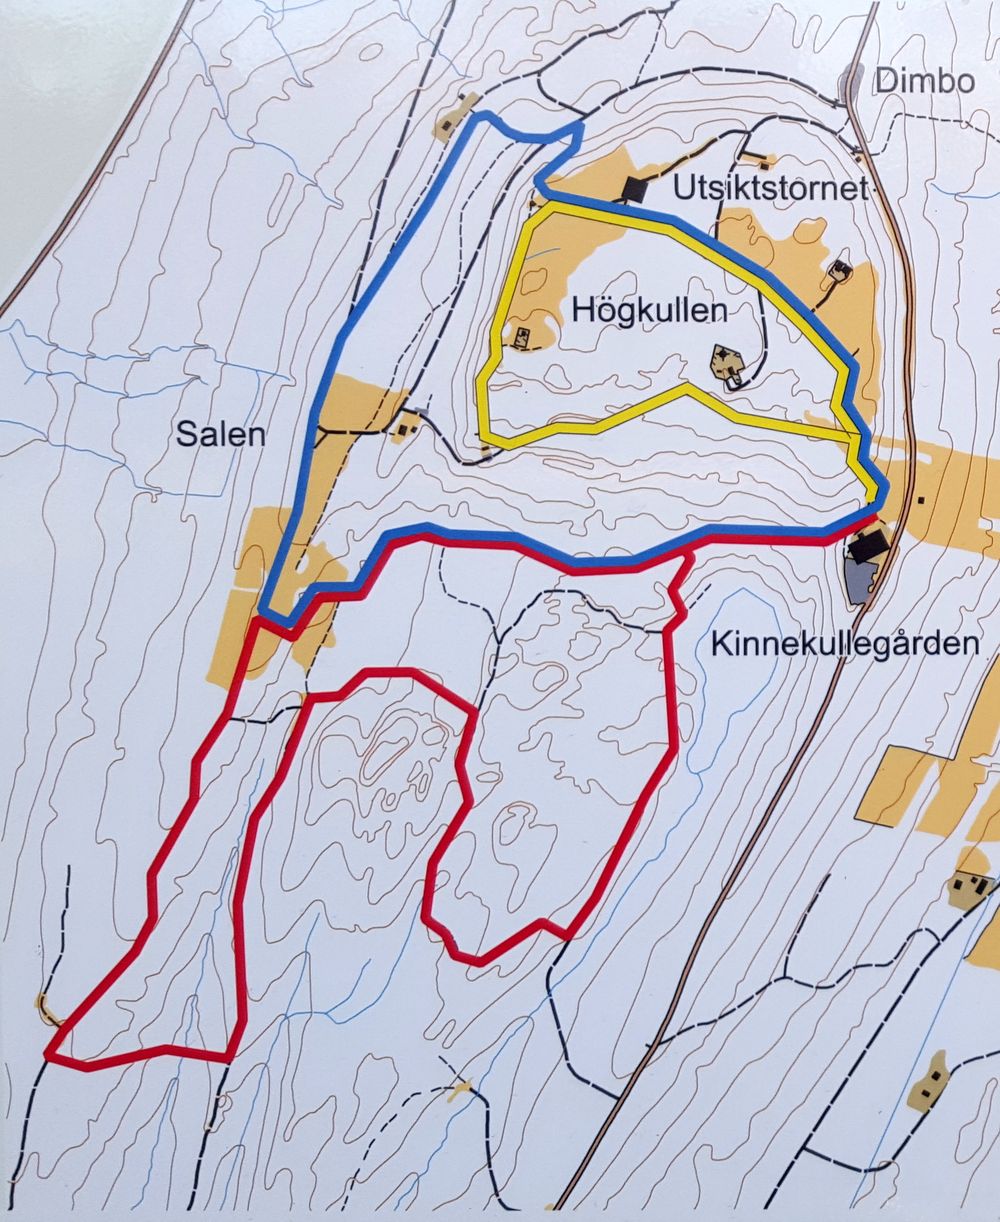 Dimbo
Utsiktstornet
Högkullen
Salen
Kinnekullegården